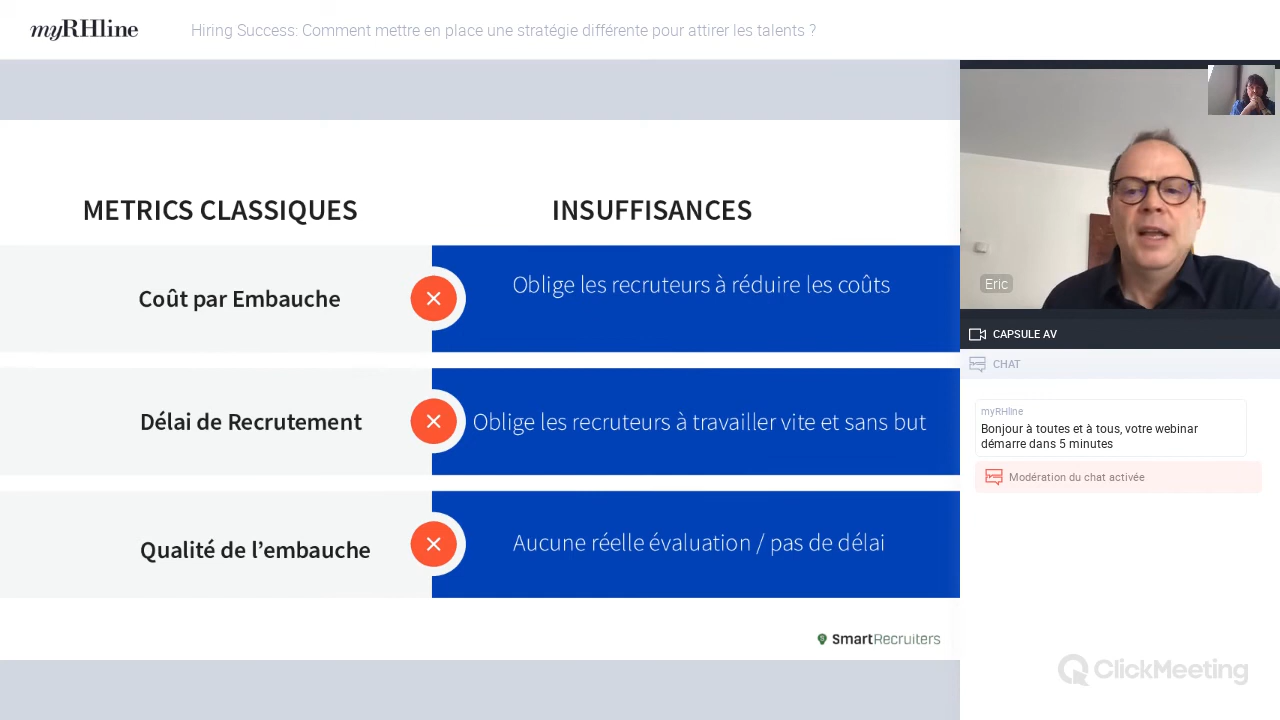 myRHline
Hiring Success: Comment mettre en place une stratégie différente pour attirer les talents ?
METRICS CLASSIQUES
INSUFFISANCES
Coût par Embauche
Oblige les recruteurs à réduire les coûts
Délai de Recrutement
Oblige les recruteurs à travailler vite et sans but
Qualité de l’embauche
Aucune réelle évaluation / pas de délai
SmartRecruiters
Eric
CAPSULE AV
CHAT
myRHline
Bonjour à toutes et à tous, votre webinar
démarre dans 5 minutes
Modération du chat activée
ClickMeeting